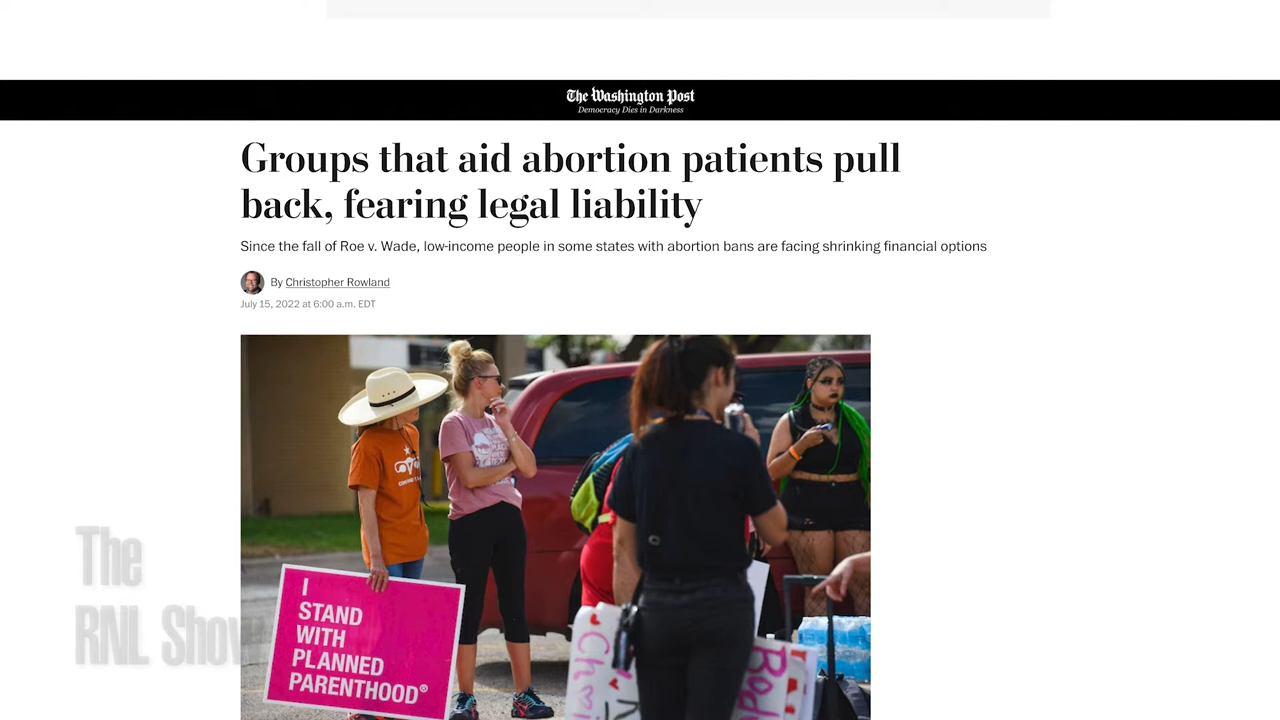 The Washington Post
Democracy Dies in Darkness
Groups that aid abortion patients pull
back, fearing legal liability
Since the fall of Roe v. Wade, low-income people in some states with abortion bans are facing shrinking financial options
By Christopher Rowland
July 15, 2022 at 6:00 a.m. EDT
I
STAND
WITH
PLANNED
PARENTHOOD®
The
RNL Show